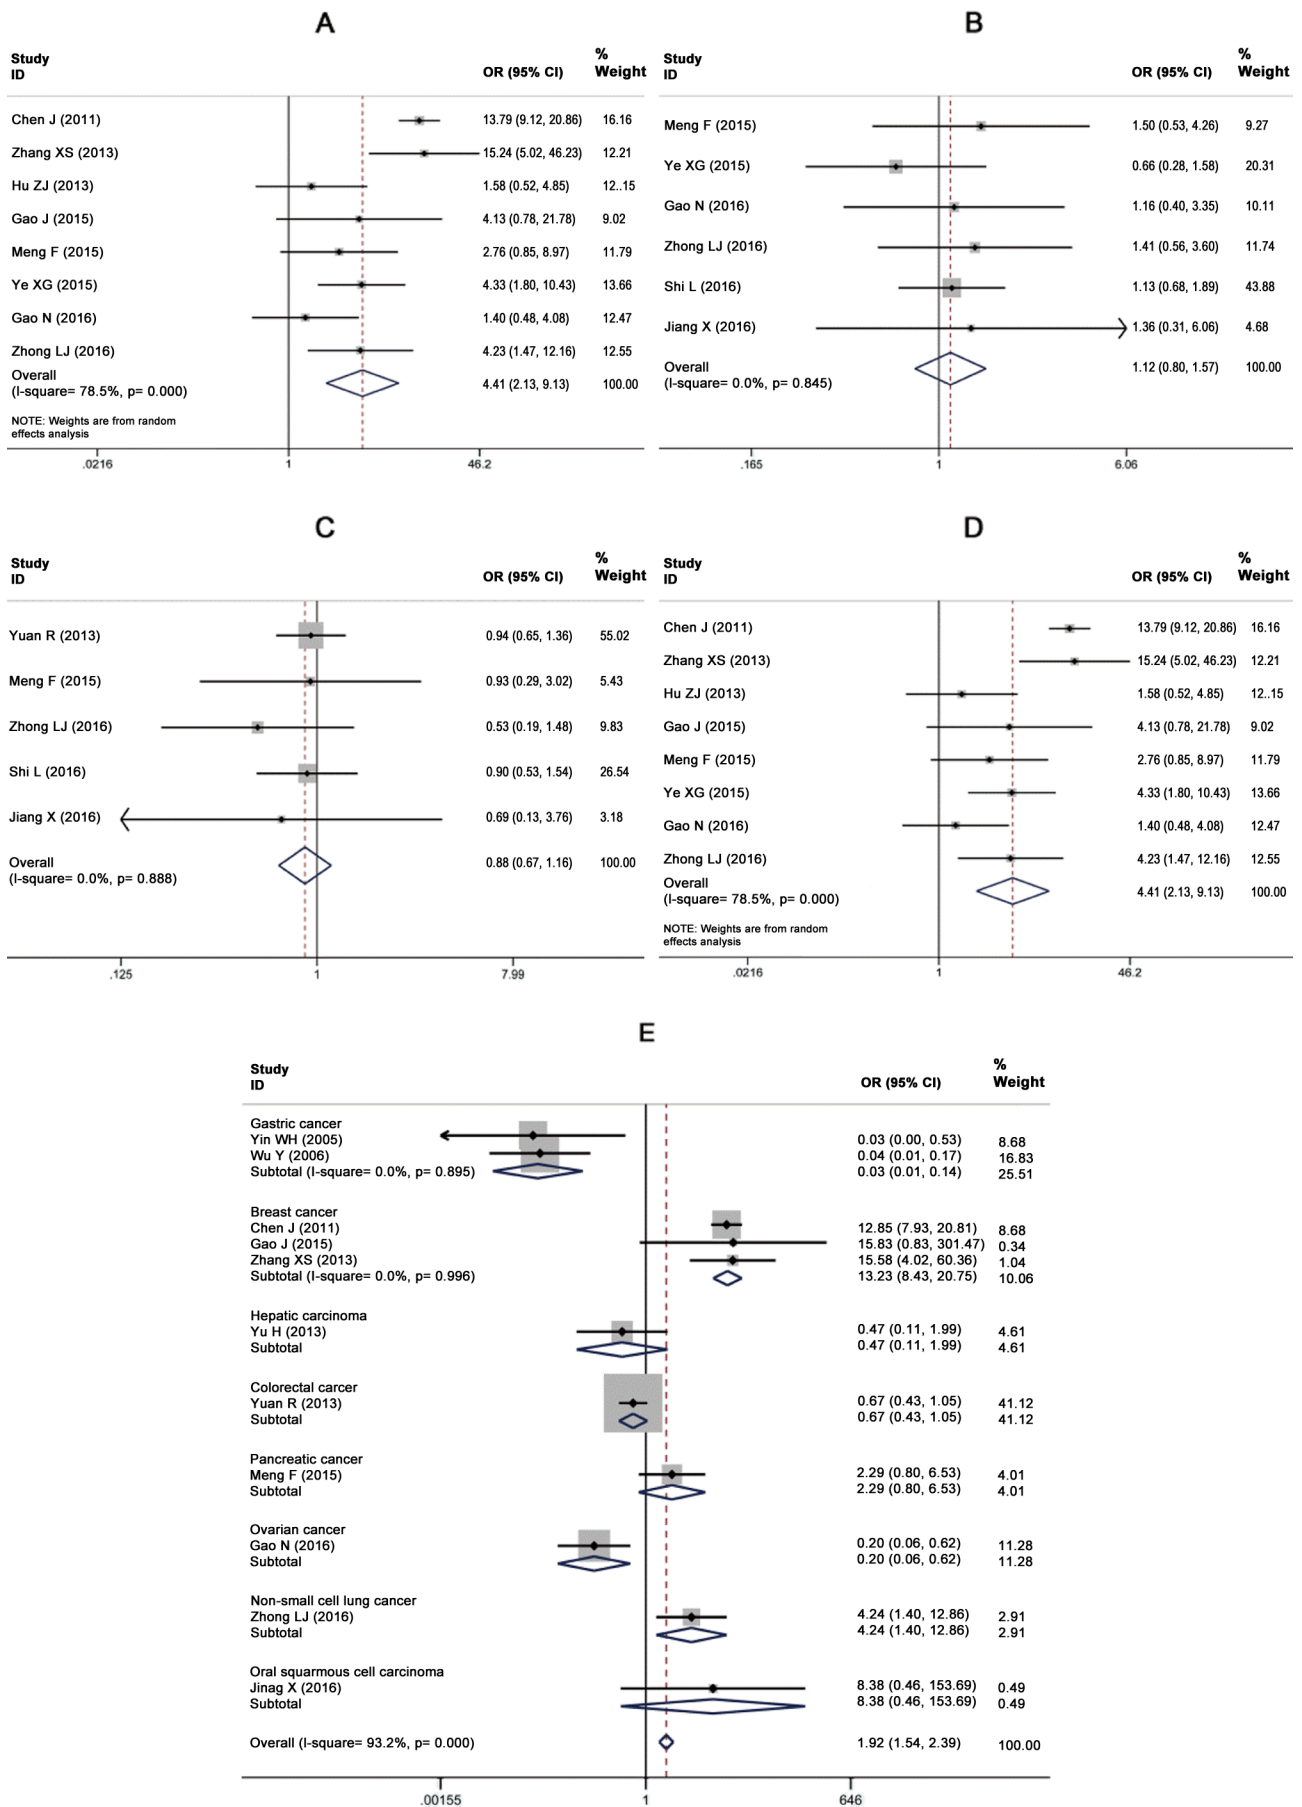 A
Study
ID
OR (95% CI)
%
Weight
Chen J (2011) 13.79 (9.12, 20.86) 16.16
Zhang XS (2013) 15.24 (5.02, 46.23) 12.21
Hu ZJ (2013) 1.58 (0.52, 4.85) 12..15
Gao J (2015) 4.13 (0.78, 21.78) 9.02
Meng F (2015) 2.76 (0.85, 8.97) 11.79
Ye XG (2015) 4.33 (1.80, 10.43) 13.66
Gao N (2016) 1.40 (0.48, 4.08) 12.47
Zhong LJ (2016) 4.23 (1.47, 12.16) 12.55
Overall
(I-square= 78.5%, p= 0.000) 4.41 (2.13, 9.13) 100.00
NOTE: Weights are from random
effects analysis
.0216 1 46.2
B
Study
ID
OR (95% CI)
%
Weight
Meng F (2015) 1.50 (0.53, 4.26) 9.27
Ye XG (2015) 0.66 (0.28, 1.58) 20.31
Gao N (2016) 1.16 (0.40, 3.35) 10.11
Zhong LJ (2016) 1.41 (0.56, 3.60) 11.74
Shi L (2016) 1.13 (0.68, 1.89) 43.88
Jiang X (2016) 1.36 (0.31, 6.06) 4.68
Overall 1.12 (0.80, 1.57) 100.00
(I-square= 0.0%, p= 0.845)
.165 1 6.06
C
Study
ID
OR (95% CI)
%
Weight
Yuan R (2013) 0.94 (0.65, 1.36) 55.02
Meng F (2015) 0.93 (0.29, 3.02) 5.43
Zhong LJ (2016) 0.53 (0.19, 1.48) 9.83
Shi L (2016) 0.90 (0.53, 1.54) 26.54
Jiang X (2016) 0.69 (0.13, 3.76) 3.18
Overall 0.88 (0.67, 1.16) 100.00
(I-square= 0.0%, p= 0.888)
.125 1 7.99
D
Study
ID
OR (95% CI)
%
Weight
Chen J (2011) 13.79 (9.12, 20.86) 16.16
Zhang XS (2013) 15.24 (5.02, 46.23) 12.21
Hu ZJ (2013) 1.58 (0.52, 4.85) 12..15
Gao J (2015) 4.13 (0.78, 21.78) 9.02
Meng F (2015) 2.76 (0.85, 8.97) 11.79
Ye XG (2015) 4.33 (1.80, 10.43) 13.66
Gao N (2016) 1.40 (0.48, 4.08) 12.47
Zhong LJ (2016) 4.23 (1.47, 12.16) 12.55
Overall
(I-square= 78.5%, p= 0.000) 4.41 (2.13, 9.13) 100.00
NOTE: Weights are from random
effects analysis
.0216 1 46.2
E
Study
ID
OR (95% CI)
%
Weight
Gastric cancer
Yin WH (2005) 0.03 (0.00, 0.53) 8.68
Wu Y (2006) 0.04 (0.01, 0.17) 16.83
Subtotal (I-square= 0.0%, p= 0.895) 0.03 (0.01, 0.14) 25.51
Breast cancer
Chen J (2011) 12.85 (7.93, 20.81) 8.68
Gao J (2015) 15.83 (0.83, 301.47) 0.34
Zhang XS (2013) 15.58 (4.02, 60.36) 1.04
Subtotal (I-square= 0.0%, p= 0.996) 13.23 (8.43, 20.75) 10.06
Hepatic carcinoma
Yu H (2013) 0.47 (0.11, 1.99) 4.61
Subtotal 0.47 (0.11, 1.99) 4.61
Colorectal carcer
Yuan R (2013) 0.67 (0.43, 1.05) 41.12
Subtotal 0.67 (0.43, 1.05) 41.12
Pancreatic cancer
Meng F (2015) 2.29 (0.80, 6.53) 4.01
Subtotal 2.29 (0.80, 6.53) 4.01
Ovarian cancer
Gao N (2016) 0.20 (0.06, 0.62) 11.28
Subtotal 0.20 (0.06, 0.62) 11.28
Non-small cell lung cancer
Zhong LJ (2016) 4.24 (1.40, 12.86) 2.91
Subtotal 4.24 (1.40, 12.86) 2.91
Oral squarmous cell carcinoma
Jinag X (2016) 8.38 (0.46, 153.69) 0.49
Subtotal 8.38 (0.46, 153.69) 0.49
Overall (I-square= 93.2%, p= 0.000) 1.92 (1.54, 2.39) 100.00
.00155 1 646